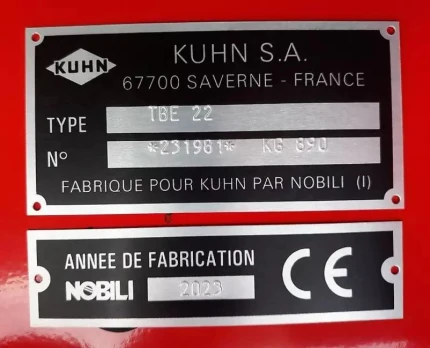 KUHN
KUHN S.A.
67700 SAVERNE - FRANCE
TYPE TBE 22
N° *231981* KG 890
FABRIQUE POUR KUHN PAR NOBILI (I)
ANNEE DE FABRICATION
NOBILI 2023
CE